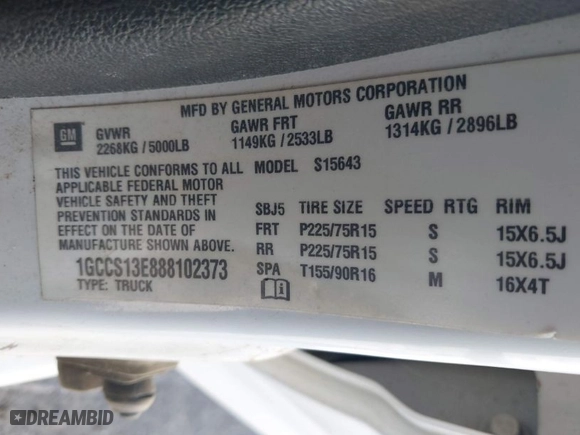 MFD BY GENERAL MOTORS CORPORATION
GM GVWR GAWR FRT GAWR RR
2268KG / 5000LB 1149KG / 2533LB 1314KG / 2896LB
THIS VEHICLE CONFORMS TO ALL MODEL S15643
APPLICABLE FEDERAL MOTOR
VEHICLE SAFETY AND THEFT
PREVENTION STANDARDS IN
EFFECT ON THE DATE OF
MANUFACTURE SHOWN ABOVE.
1GCCS13E888102373
TYPE: TRUCK
SBJ5 TIRE SIZE SPEED RTG RIM
FRT P225/75R15 S 15X6.5J
RR P225/75R15 S 15X6.5J
SPA T155/90R16 M 16X4T
DREAMBID